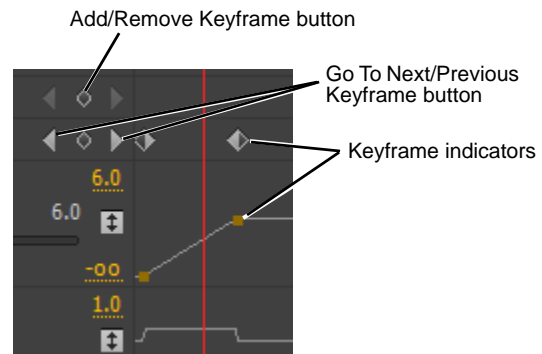 Add/Remove Keyframe button
Go To Next/Previous
Keyframe button
Keyframe indicators
6.0
6.0
-oo
1.0